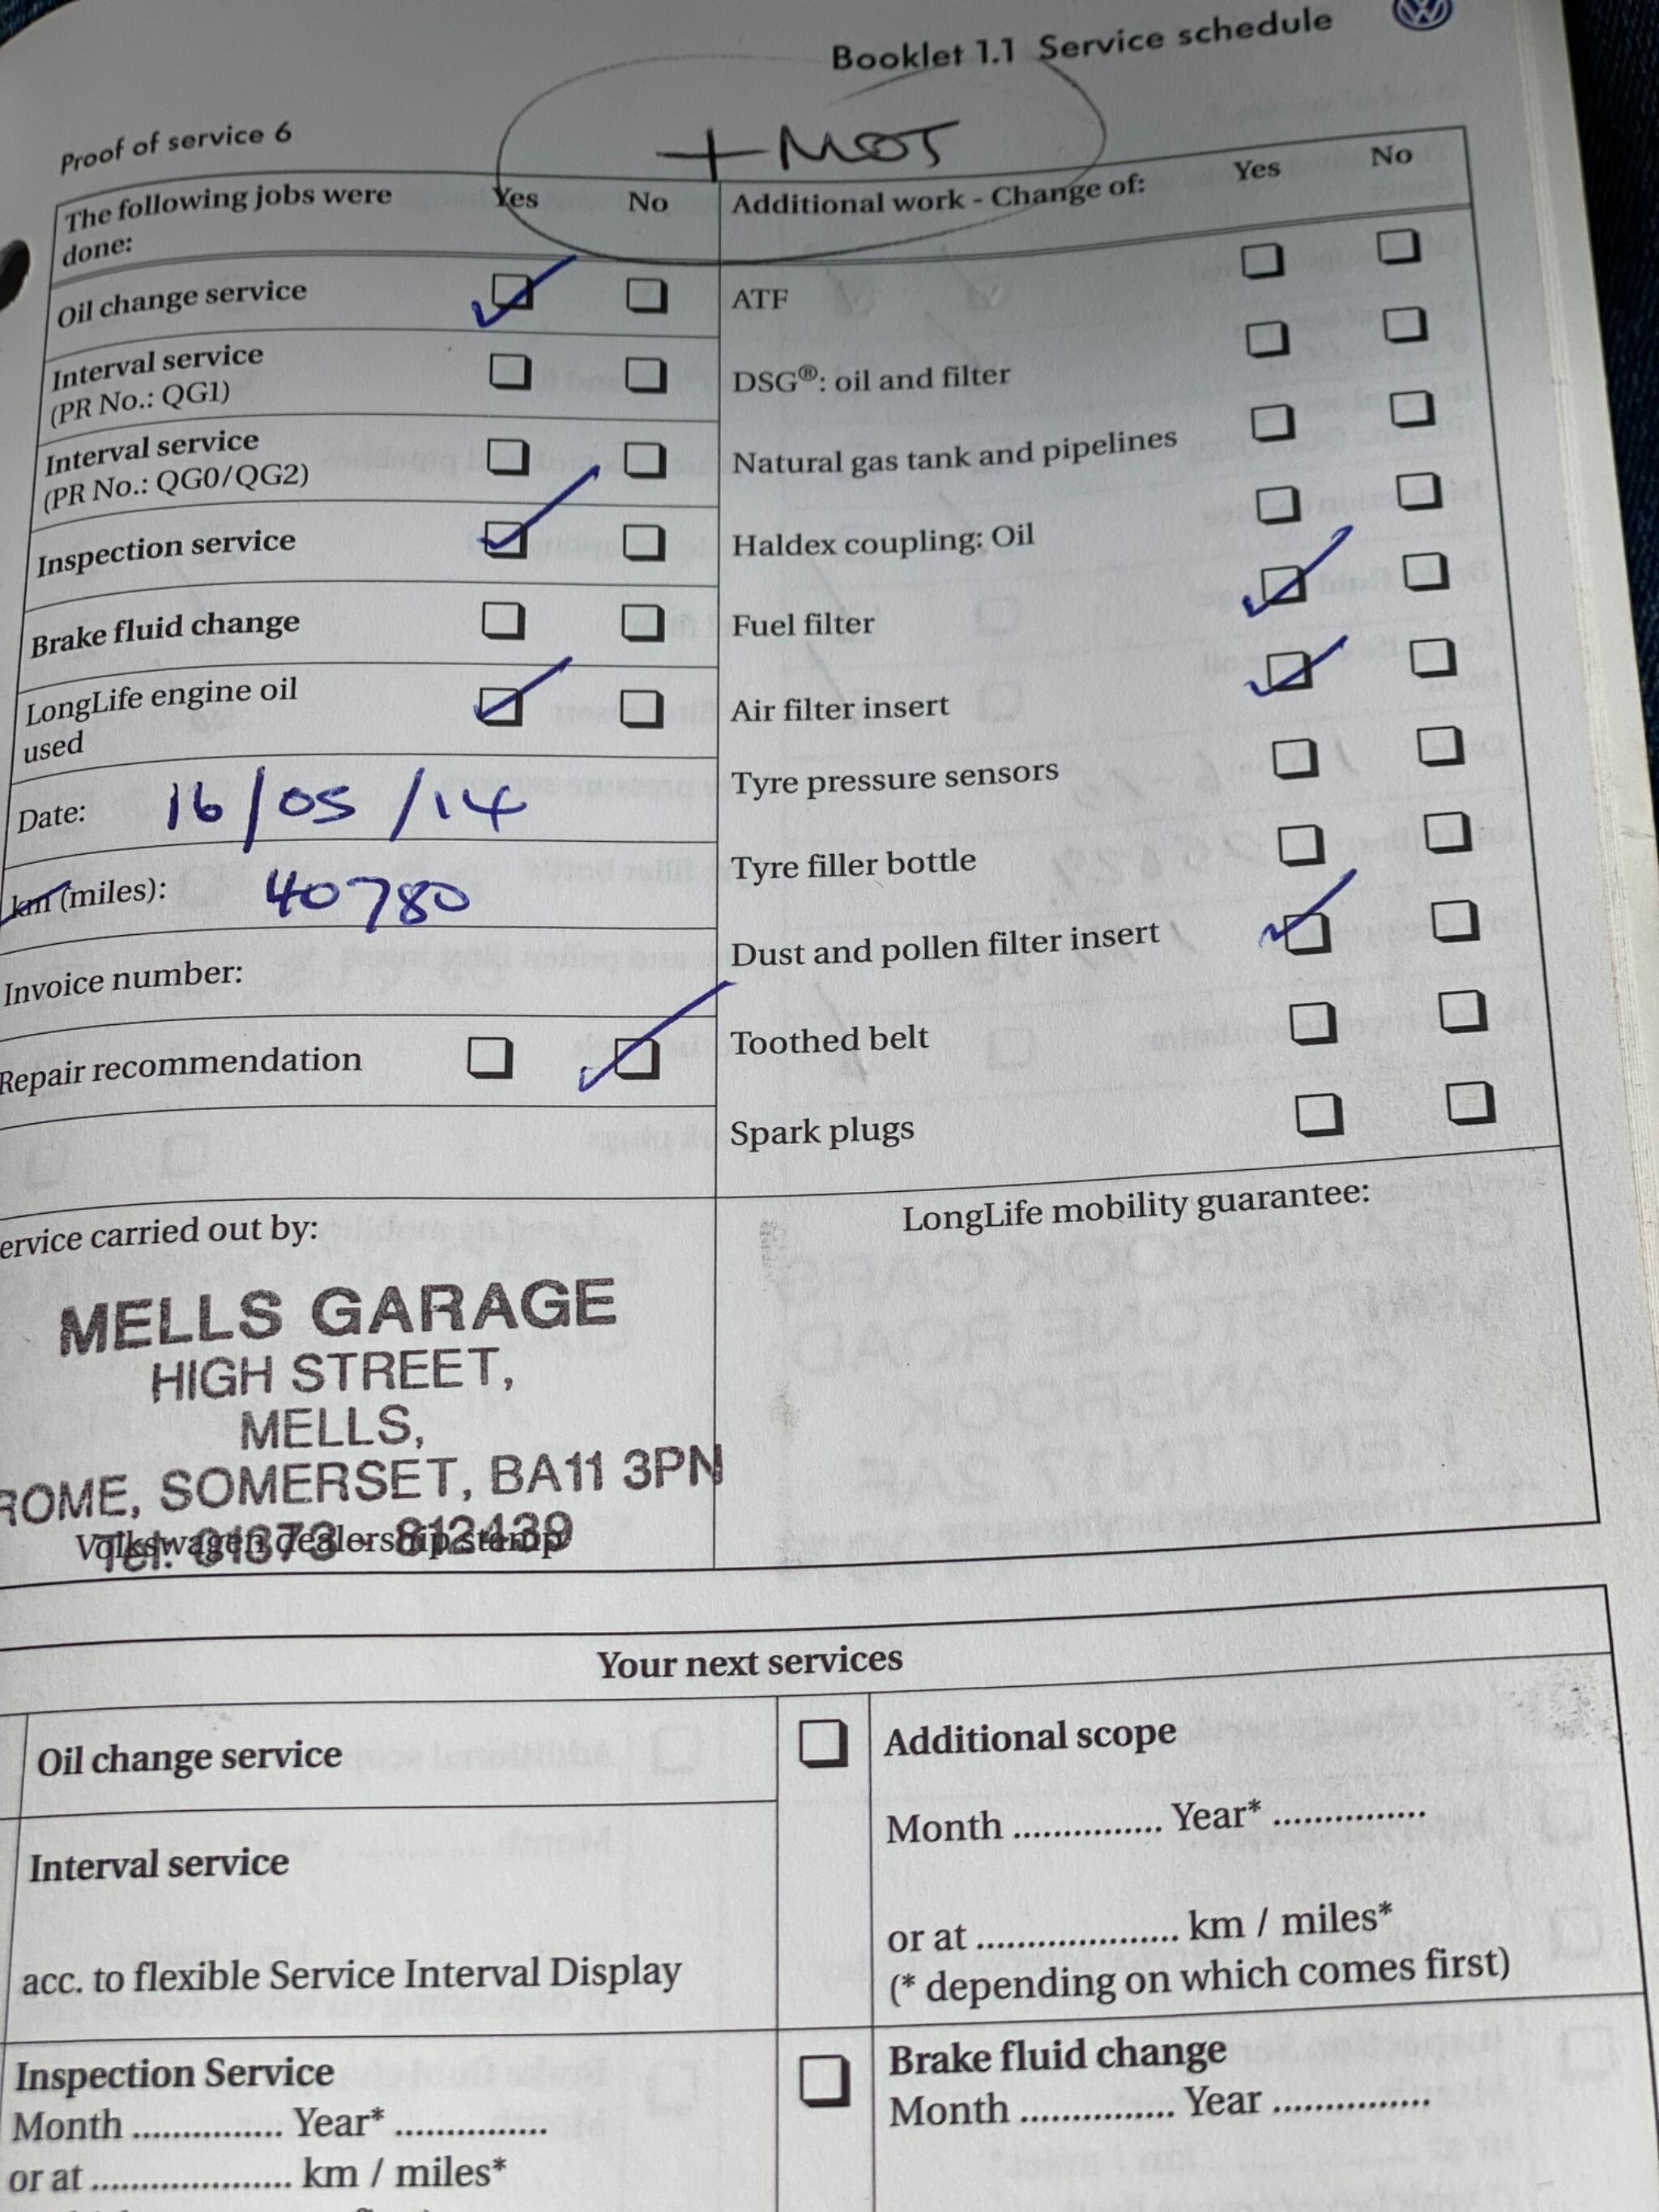 Booklet 1.1 Service schedule
Proof of service 6
+ MOT
The following jobs were
done:
Yes
No
Additional work - Change of:
Yes
No
Oil change service
Interval service
(PR No.: QG1)
Interval service
(PR No.: QG0/QG2)
Inspection service
Brake fluid change
LongLife engine oil
used
Date: 16/05/14
km (miles): 40780
Invoice number:
Repair recommendation
ATF
DSG®: oil and filter
Natural gas tank and pipelines
Haldex coupling: Oil
Fuel filter
Air filter insert
Tyre pressure sensors
Tyre filler bottle
Dust and pollen filter insert
Toothed belt
Spark plugs
ervice carried out by:
MELLS GARAGE
HIGH STREET,
MELLS,
ROME, SOMERSET, BA11 3PN
Tel: 01373 - 812439
Volkswagen dealership stamp
LongLife mobility guarantee:
Your next services
Oil change service
Interval service
acc. to flexible Service Interval Display
Additional scope
Month ............... Year* ...............
or at .................... km / miles*
(* depending on which comes first)
Inspection Service
Month ............... Year* ...............
or at .................... km / miles*
Brake fluid change
Month ............... Year ...............